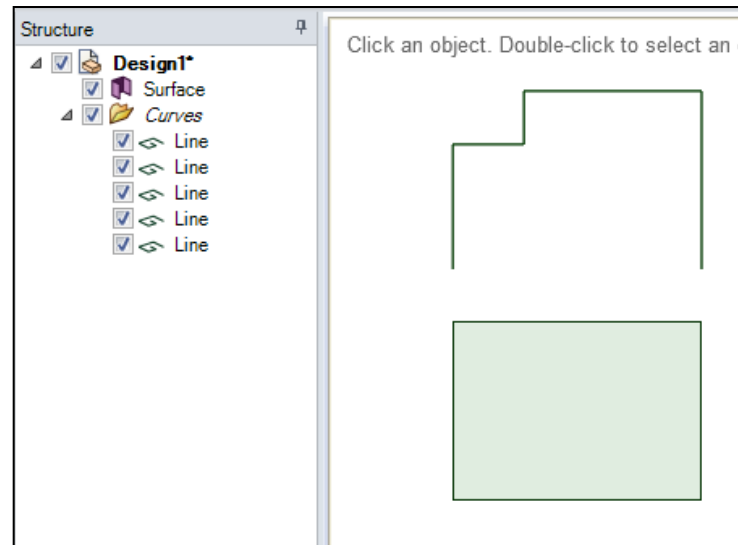 Structure
Design1*
Surface
Curves
Line
Line
Line
Line
Line
Click an object. Double-click to select an